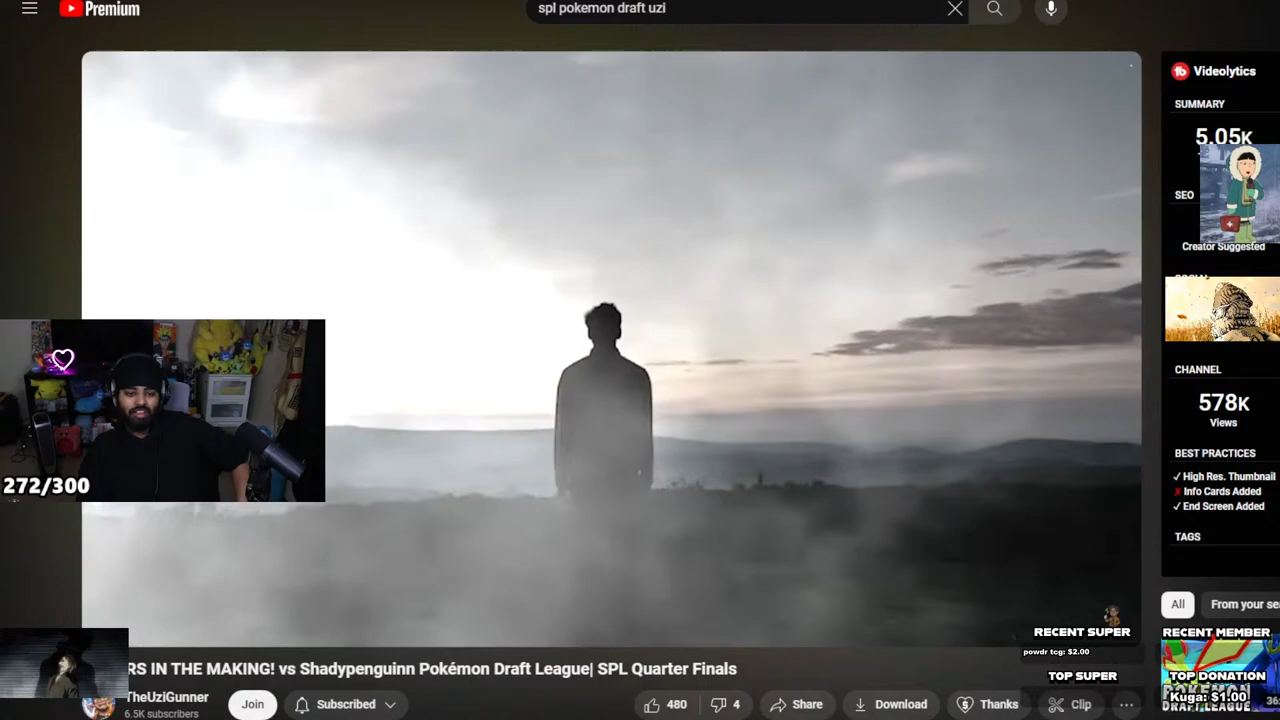 Premium
spl pokemon draft uzi
Videolytics
SUMMARY
5.05K
SEO
Creator Suggested
CHANNEL
578K
Views
BEST PRACTICES
✓ High Res. Thumbnail
✗ Info Cards Added
✓ End Screen Added
TAGS
All
From your se
272/300
RECENT SUPER
powdr tcg: $2.00
TOP SUPER
RECENT MEMBER
TOP DONATION
Kuga: $1.00
DRAFT LEAGUE
RS IN THE MAKING! vs Shadypenguinn Pokémon Draft League| SPL Quarter Finals
TheUziGunner
6.5K subscribers
Join
Subscribed
480
4
Share
Download
Thanks
Clip